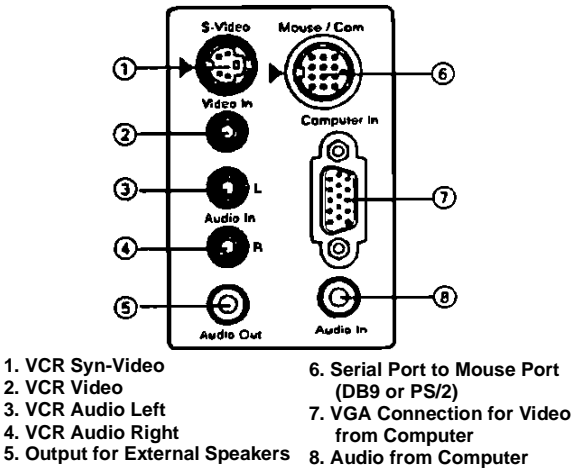 S-Video
Mouse / Com
1
6
Video In
Computer In
2
3
L
7
Audio In
4
R
5
8
Audio Out
Audio In
1. VCR Syn-Video
2. VCR Video
3. VCR Audio Left
4. VCR Audio Right
5. Output for External Speakers
6. Serial Port to Mouse Port
(DB9 or PS/2)
7. VGA Connection for Video
from Computer
8. Audio from Computer